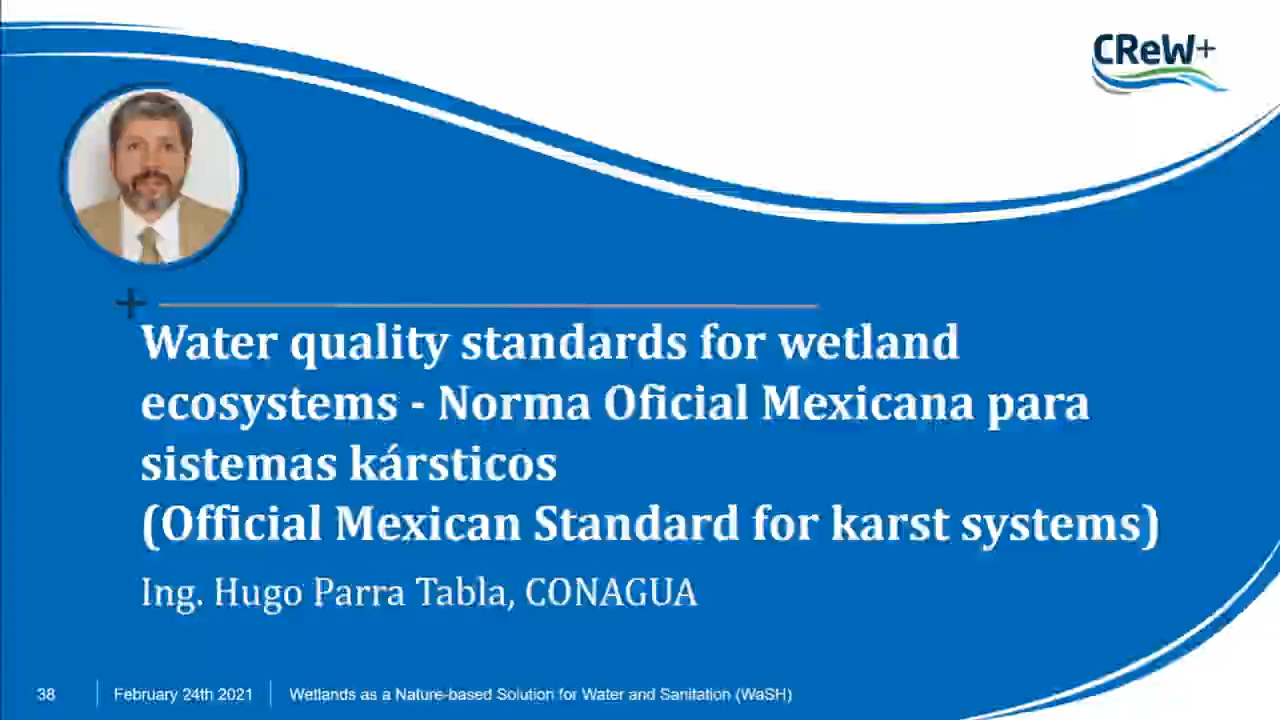 CReW+
Water quality standards for wetland
ecosystems - Norma Oficial Mexicana para
sistemas kársticos
(Official Mexican Standard for karst systems)
Ing. Hugo Parra Tabla, CONAGUA
38 February 24th 2021 Wetlands as a Nature-based Solution for Water and Sanitation (WaSH)